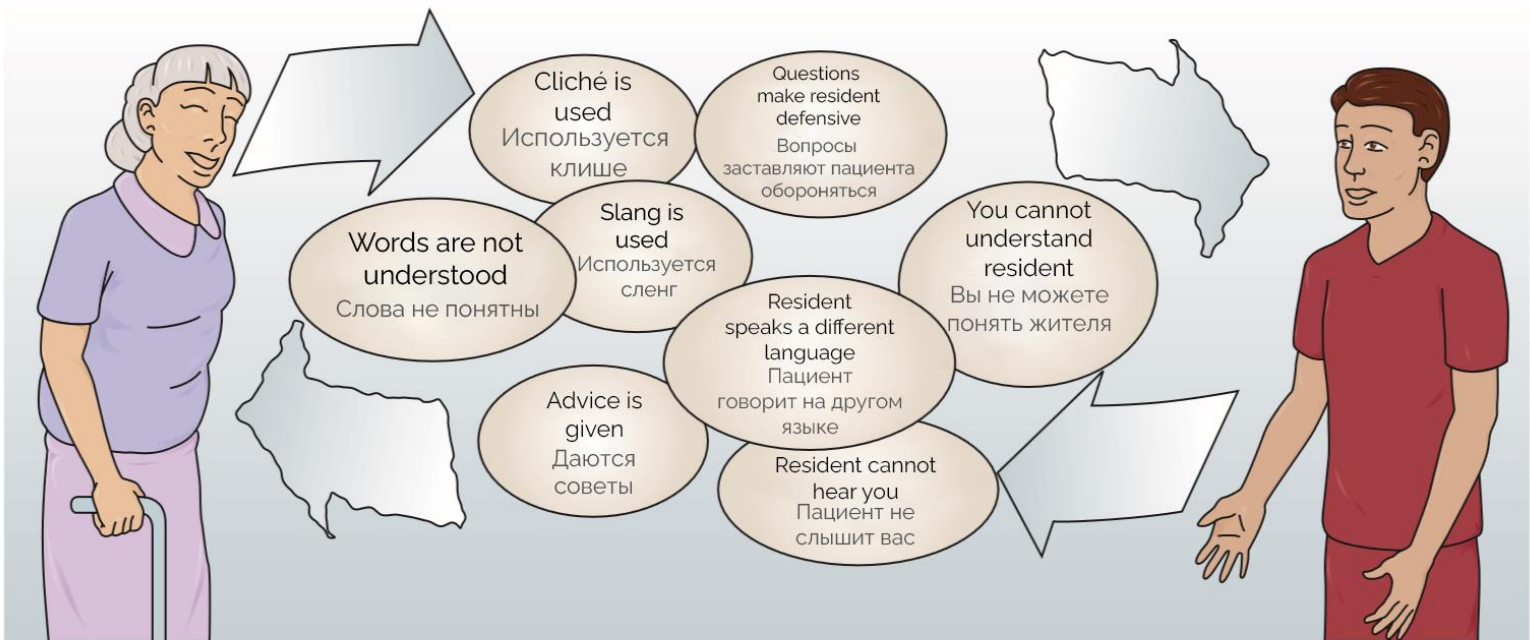 Cliché is
used
Используется
клише
Questions
make resident
defensive
Вопросы
заставляют пациента
обороняться
Words are not
understood
Слова не понятны
Slang is
used
Используется
сленг
You cannot
understand
resident
Вы не можете
понять жителя
Resident
speaks a different
language
Пациент
говорит на другом
языке
Advice is
given
Даются
советы
Resident cannot
hear you
Пациент не
слышит вас